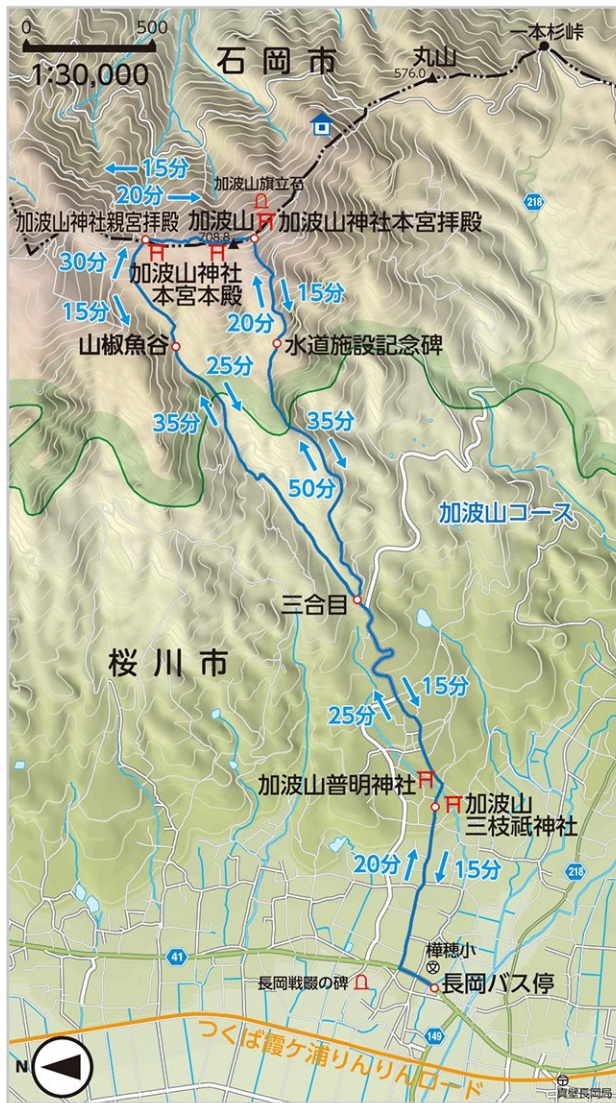 0 500
1:30,000
石岡市
一本杉峠
丸山
576.0
218
15分
20分
加波山旗立石
加波山神社親宮拝殿
加波山
708.8
加波山神社本宮拝殿
加波山神社
本宮本殿
30分
15分
15分
20分
山椒魚谷
水道施設記念碑
25分
35分
35分
50分
加波山コース
三合目
桜川市
15分
25分
加波山普明神社
加波山
三枝祇神社
20分
15分
218
41
樺穂小
文
長岡戦畷の碑
長岡バス停
149
つくば霞ケ浦りんりんロード
N
真壁長岡局